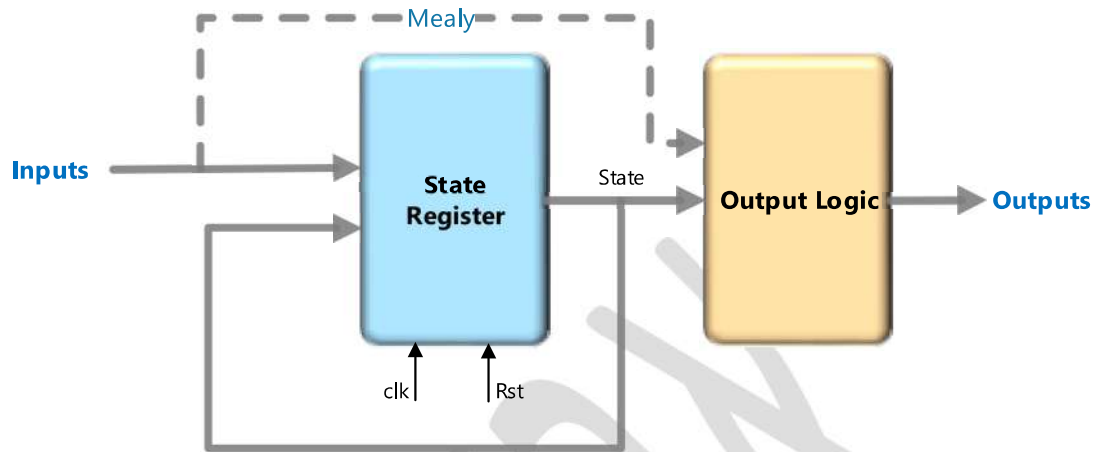 Mealy
Inputs
State
Register
State
Output Logic
Outputs
clk
Rst